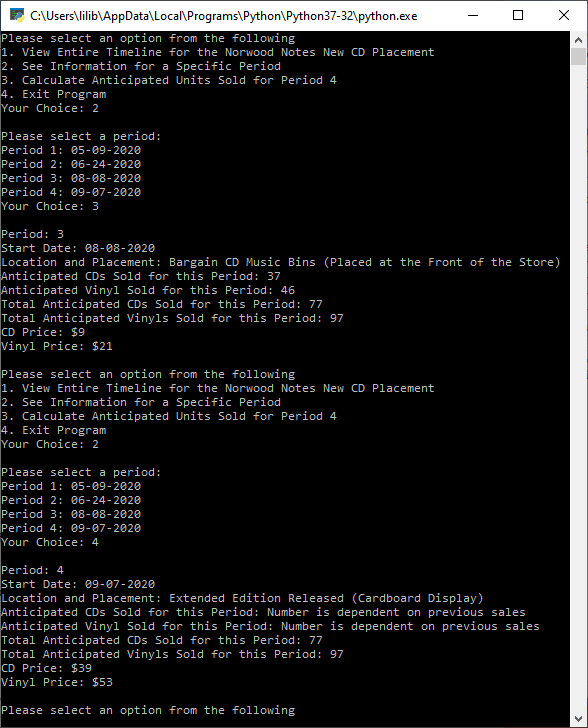 C:\Users\lilib\AppData\Local\Programs\Python\Python37-32\python.exe
Please select an option from the following
1. View Entire Timeline for the Norwood Notes New CD Placement
2. See Information for a Specific Period
3. Calculate Anticipated Units Sold for Period 4
4. Exit Program
Your Choice: 2
Please select a period:
Period 1: 05-09-2020
Period 2: 06-24-2020
Period 3: 08-08-2020
Period 4: 09-07-2020
Your Choice: 3
Period: 3
Start Date: 08-08-2020
Location and Placement: Bargain CD Music Bins (Placed at the Front of the Store)
Anticipated CDs Sold for this Period: 37
Anticipated Vinyl Sold for this Period: 46
Total Anticipated CDs Sold for this Period: 77
Total Anticipated Vinyls Sold for this Period: 97
CD Price: $9
Vinyl Price: $21
Please select an option from the following
1. View Entire Timeline for the Norwood Notes New CD Placement
2. See Information for a Specific Period
3. Calculate Anticipated Units Sold for Period 4
4. Exit Program
Your Choice: 2
Please select a period:
Period 1: 05-09-2020
Period 2: 06-24-2020
Period 3: 08-08-2020
Period 4: 09-07-2020
Your Choice: 4
Period: 4
Start Date: 09-07-2020
Location and Placement: Extended Edition Released (Cardboard Display)
Anticipated CDs Sold for this Period: Number is dependent on previous sales
Anticipated Vinyl Sold for this Period: Number is dependent on previous sales
Total Anticipated CDs Sold for this Period: 77
Total Anticipated Vinyls Sold for this Period: 97
CD Price: $39
Vinyl Price: $53
Please select an option from the following